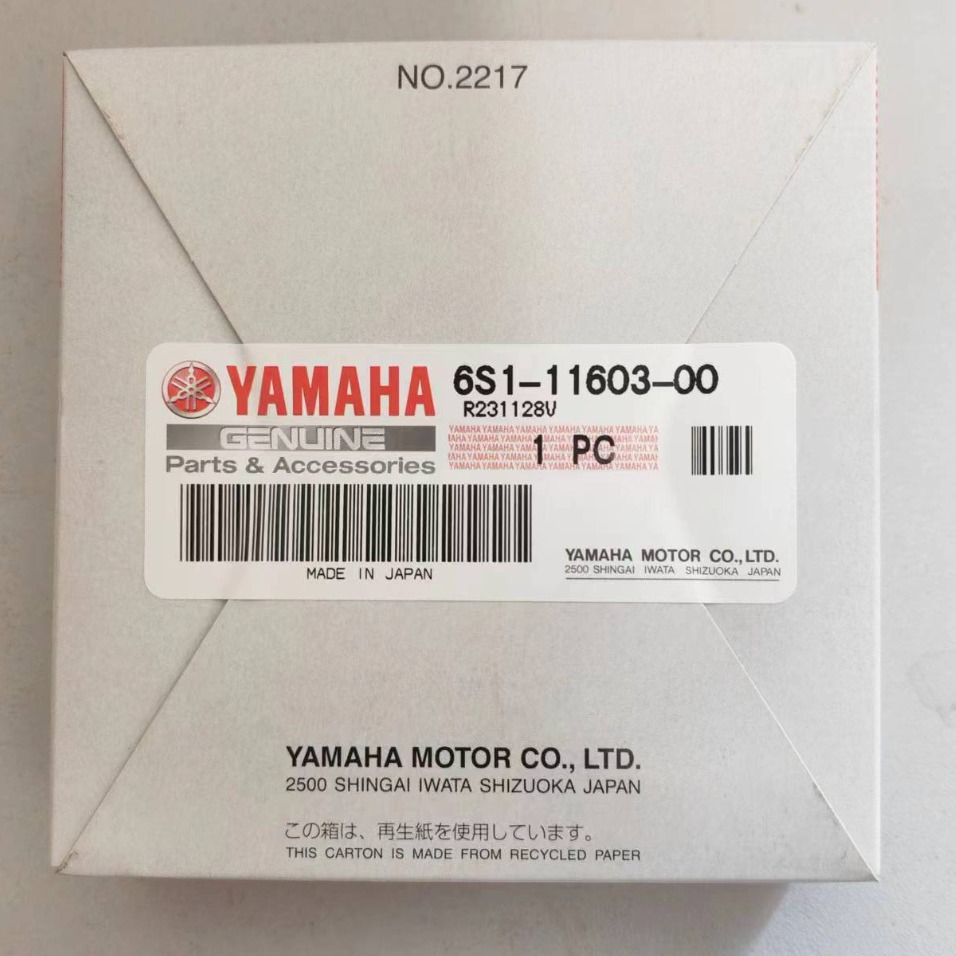 NO.2217
YAMAHA
6S1-11603-00
R231128V
GENUINE
1 PC
Parts & Accessories
MADE IN JAPAN
YAMAHA MOTOR CO.,LTD.
2500 SHINGAI IWATA SHIZUOKA JAPAN
YAMAHA MOTOR CO., LTD.
2500 SHINGAI IWATA SHIZUOKA JAPAN
この箱は、再生紙を使用しています。
THIS CARTON IS MADE FROM RECYCLED PAPER